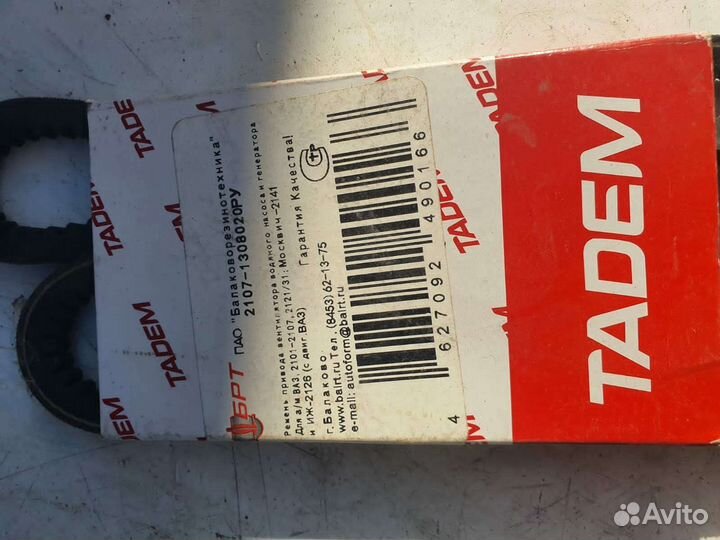 БРТ
ПАО "Балаковорезинотехника"
2107-1308020РУ
Ремень привода вентилятора водяного насоса и генератора
Для а/м ВАЗ, 2101-2107, 2121/31; Москвич-2141
и ИЖ-2126 (с двиг ВАЗ)
Гарантия Качества!
г. Балаково
www.balrt.ru Тел. (8453) 62-13-75
e-mail: autoform@balrt.ru
4 627092 490166
TADEM
TADEM
TADEM
TADEM
TADEM
TADEM
Avito